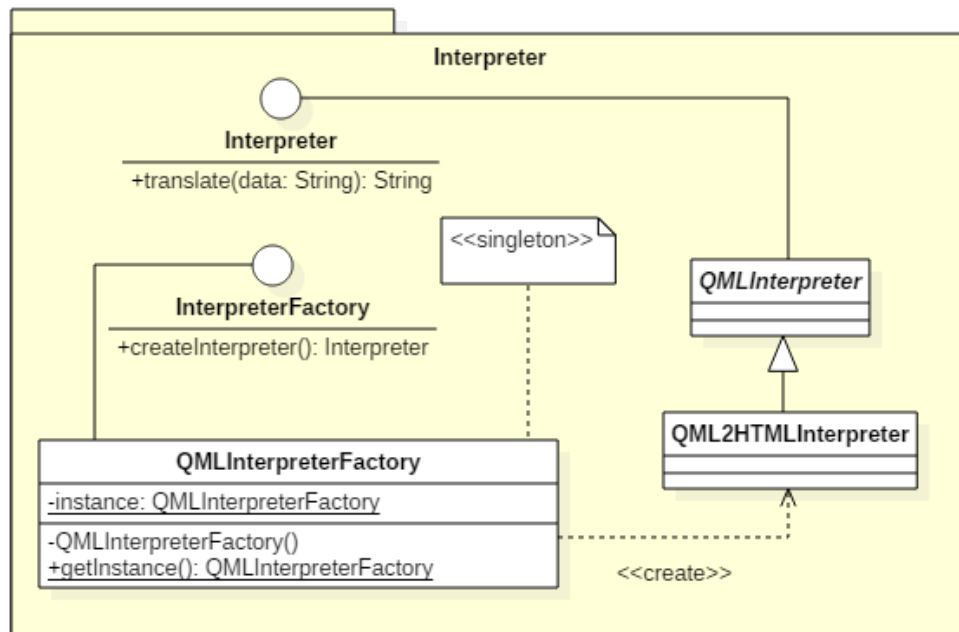 Interpreter
Interpreter
+translate(data: String): String
<<singleton>>
QMLInterpreter
InterpreterFactory
+createInterpreter(): Interpreter
QML2HTMLInterpreter
QMLInterpreterFactory
-instance: QMLInterpreterFactory
-QMLInterpreterFactory()
+getInstance(): QMLInterpreterFactory
<<create>>